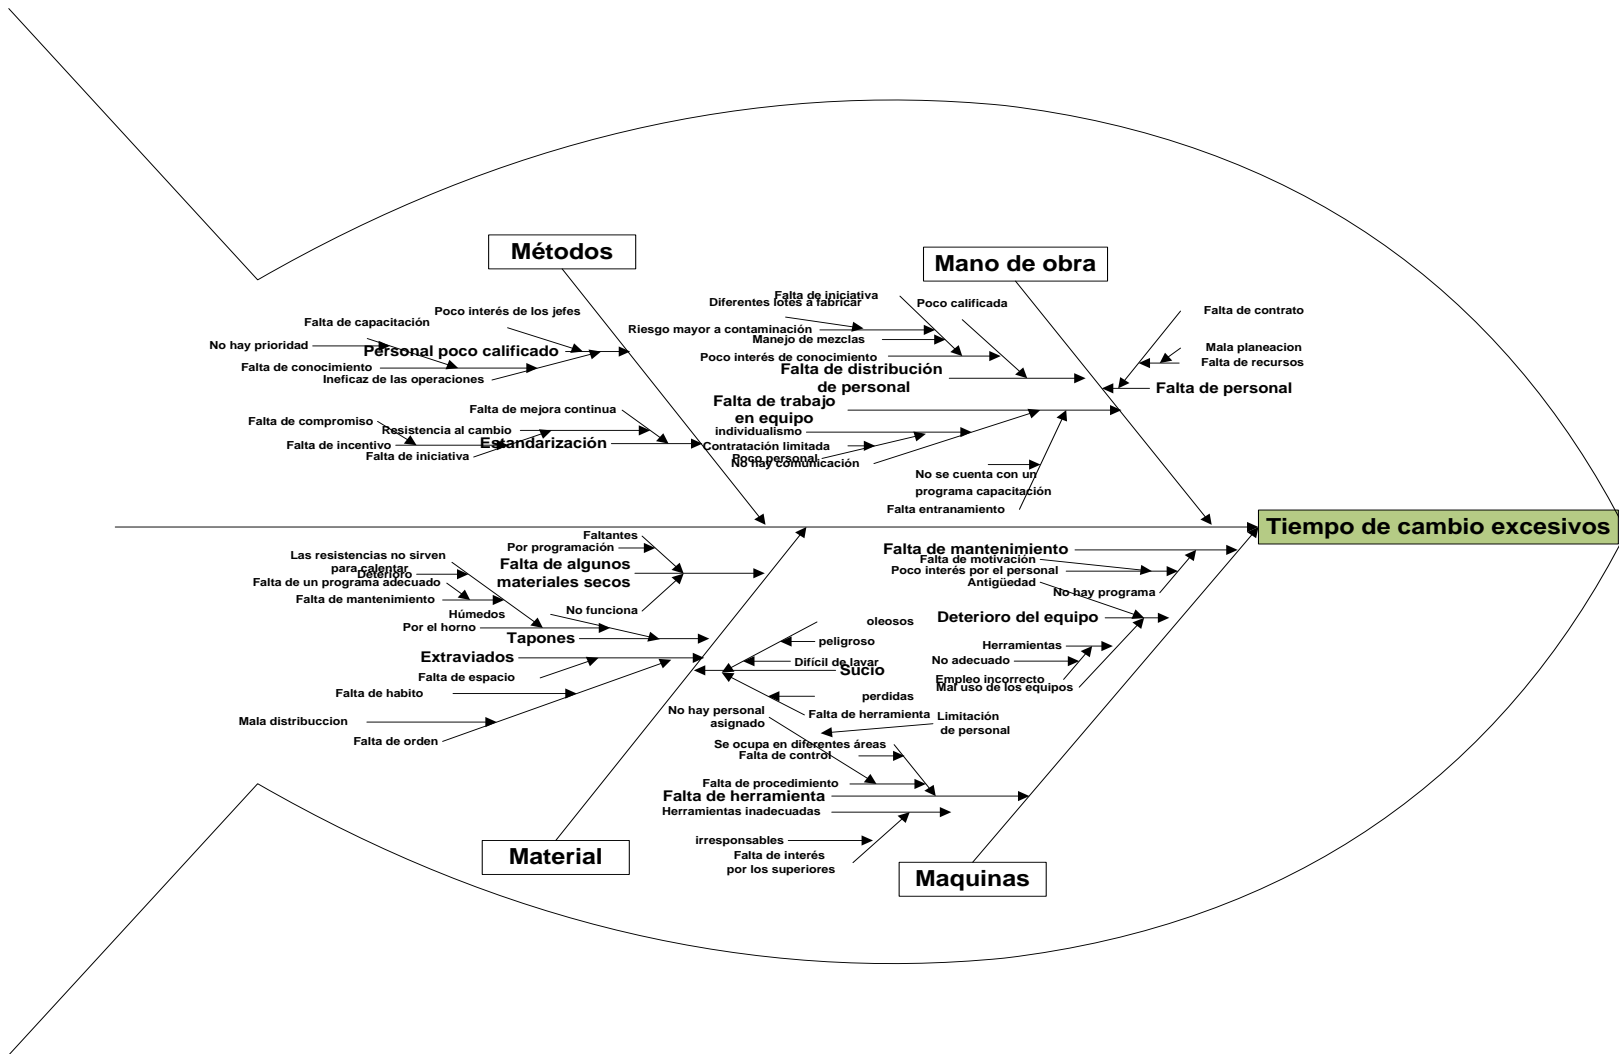 Métodos
Mano de obra
Poco interés de los jefes
Falta de capacitación
No hay prioridad
Personal poco calificado
Falta de conocimiento
Ineficaz de las operaciones
Falta de mejora continua
Falta de compromiso
Resistencia al cambio
Falta de incentivo
Estandarización
Falta de iniciativa
Falta de iniciativa
Diferentes lotes a fabricar
Poco calificada
Riesgo mayor a contaminación
Manejo de mezclas
Poco interés de conocimiento
Falta de distribución
de personal
Falta de contrato
Mala planeacion
Falta de recursos
Falta de personal
Falta de trabajo
en equipo
individualismo
Contratación limitada
Poco personal
No hay comunicación
No se cuenta con un
programa capacitación
Falta entranamiento
Tiempo de cambio excesivos
Faltantes
Por programación
Falta de algunos
materiales secos
Las resistencias no sirven
para calentar
Deterioro
Falta de un programa adecuado
Falta de mantenimiento
Húmedos
No funciona
Por el horno
Tapones
Extraviados
Falta de espacio
Falta de habito
Mala distribuccion
Falta de orden
oleosos
peligroso
Difícil de lavar
Sucio
perdidas
Falta de herramienta
Falta de mantenimiento
Falta de motivación
Poco interés por el personal
Antigüedad
No hay programa
Deterioro del equipo
Herramientas
No adecuado
Empleo incorrecto
Mal uso de los equipos
No hay personal
asignado
Limitación
de personal
Se ocupa en diferentes áreas
Falta de control
Falta de procedimiento
Falta de herramienta
Herramientas inadecuadas
irresponsables
Falta de interés
por los superiores
Material
Maquinas